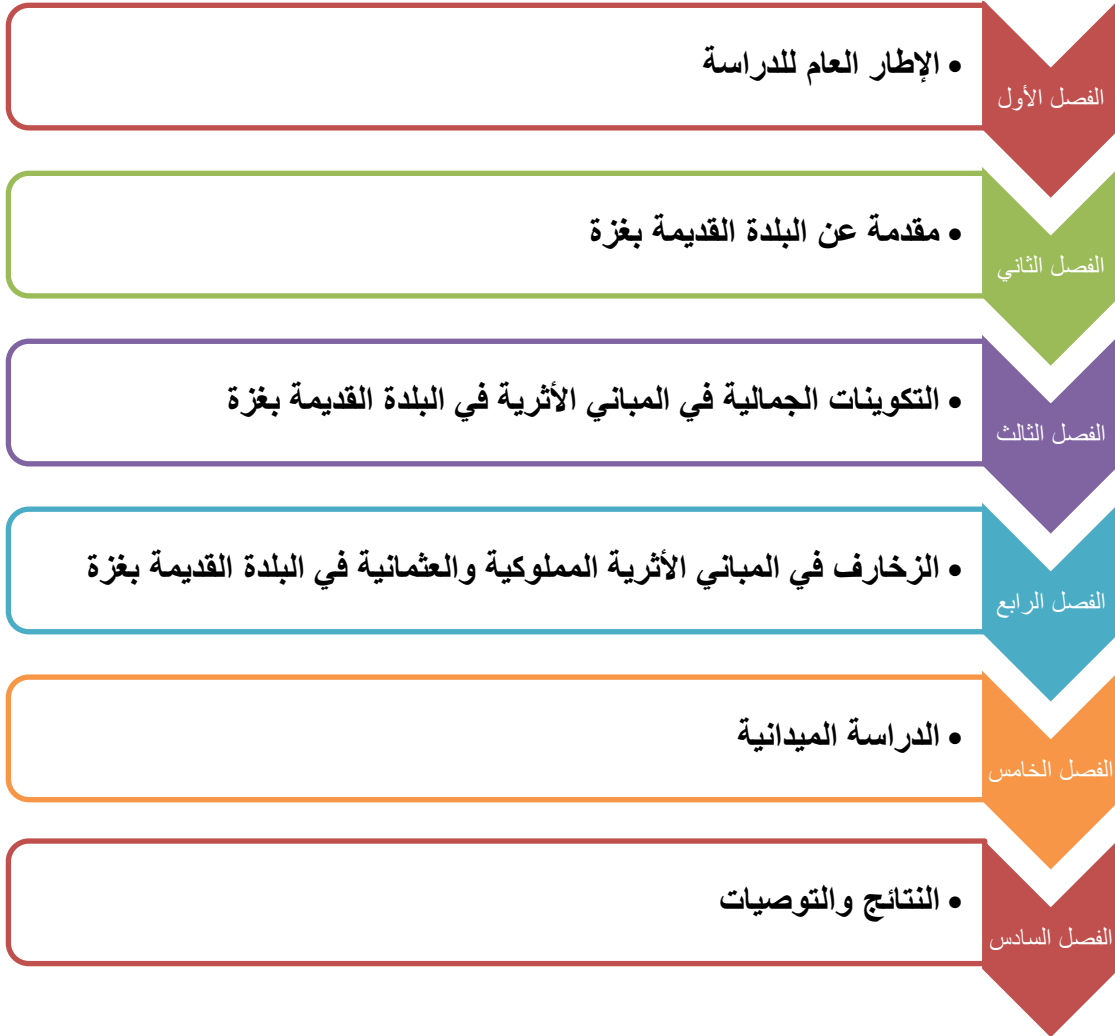 الفصل الأول
• الإطار العام للدراسة
الفصل الثاني
• مقدمة عن البلدة القديمة بغزة
الفصل الثالث
• التكوينات الجمالية في المباني الأثرية في البلدة القديمة بغزة
الفصل الرابع
• الزخارف في المباني الأثرية المملوكية والعثمانية في البلدة القديمة بغزة
الفصل الخامس
• الدراسة الميدانية
الفصل السادس
• النتائج والتوصيات